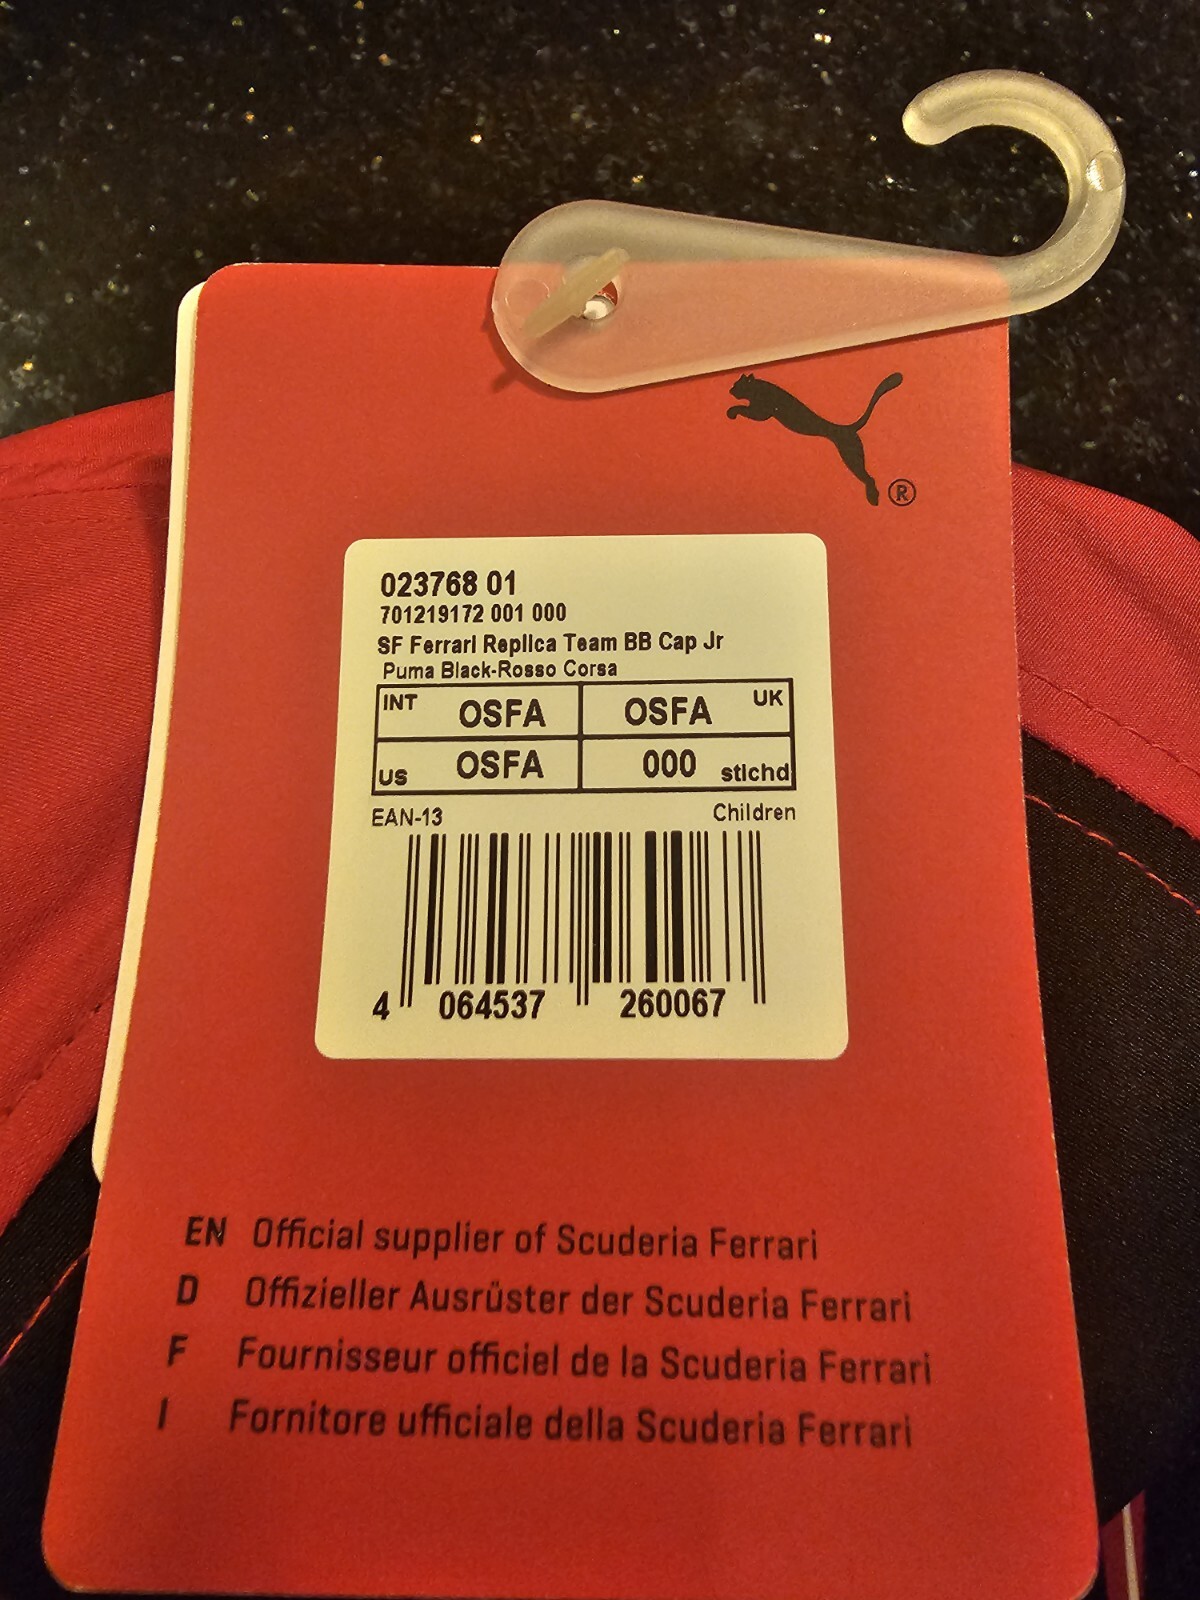 ®
023768 01
701219172 001 000
SF Ferrari Replica Team BB Cap Jr
Puma Black-Rosso Corsa
INT OSFA OSFA UK
US OSFA 000 stichd
EAN-13 Children
4 064537 260067
EN Official supplier of Scuderia Ferrari
D Offizieller Ausrüster der Scuderia Ferrari
F Fournisseur officiel de la Scuderia Ferrari
I Fornitore ufficiale della Scuderia Ferrari